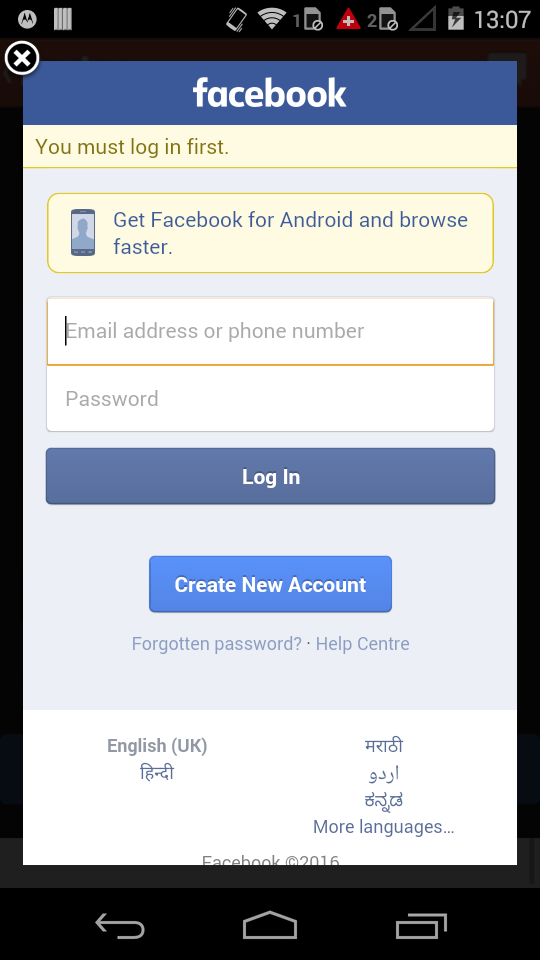 1 2 13:07
facebook
You must log in first.
Get Facebook for Android and browse
faster.
Email address or phone number
Password
Log In
Create New Account
Forgotten password? · Help Centre
English (UK)
हिन्दी
मराठी
اردو
ಕನ್ನಡ
More languages…
Facebook ©2016